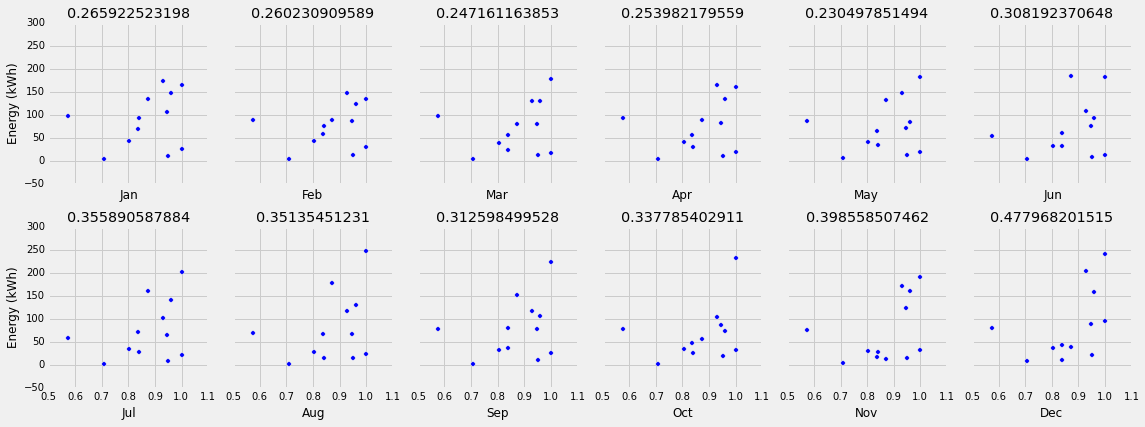 0.265922523198 0.260230909589 0.247161163853 0.253982179559 0.230497851494 0.308192370648
300
250
200
150
100
50
0
−50
Energy (kWh)
Jan Feb Mar Apr May Jun
0.355890587884 0.35135451231 0.312598499528 0.337785402911 0.398558507462 0.477968201515
300
250
200
150
100
50
0
−50
Energy (kWh)
0.5 0.6 0.7 0.8 0.9 1.0 1.1 0.5 0.6 0.7 0.8 0.9 1.0 1.1 0.5 0.6 0.7 0.8 0.9 1.0 1.1 0.5 0.6 0.7 0.8 0.9 1.0 1.1 0.5 0.6 0.7 0.8 0.9 1.0 1.1 0.5 0.6 0.7 0.8 0.9 1.0 1.1
Jul Aug Sep Oct Nov Dec